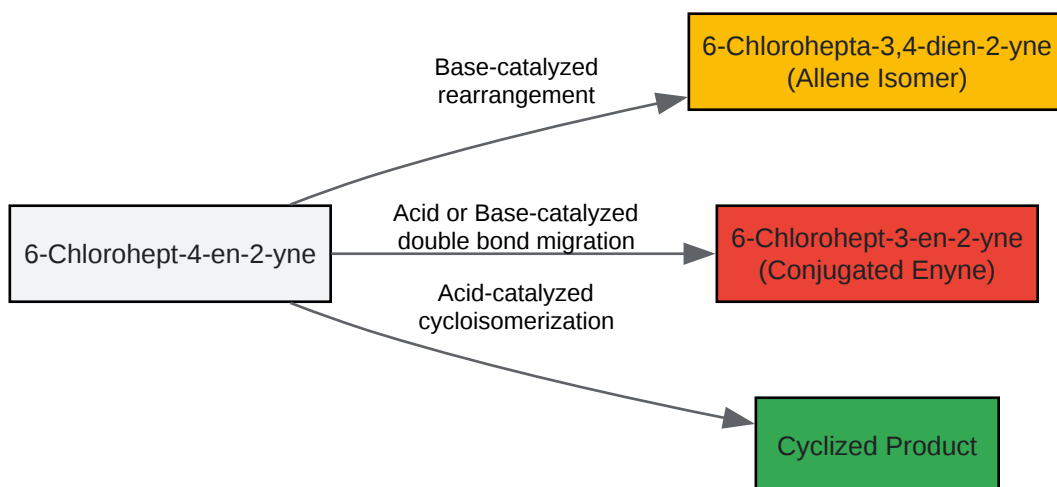 6-Chlorohept-4-en-2-yne
Base-catalyzed
rearrangement
6-Chlorohepta-3,4-dien-2-yne
(Allene Isomer)
Acid or Base-catalyzed
double bond migration
6-Chlorohept-3-en-2-yne
(Conjugated Enyne)
Acid-catalyzed
cycloisomerization
Cyclized Product